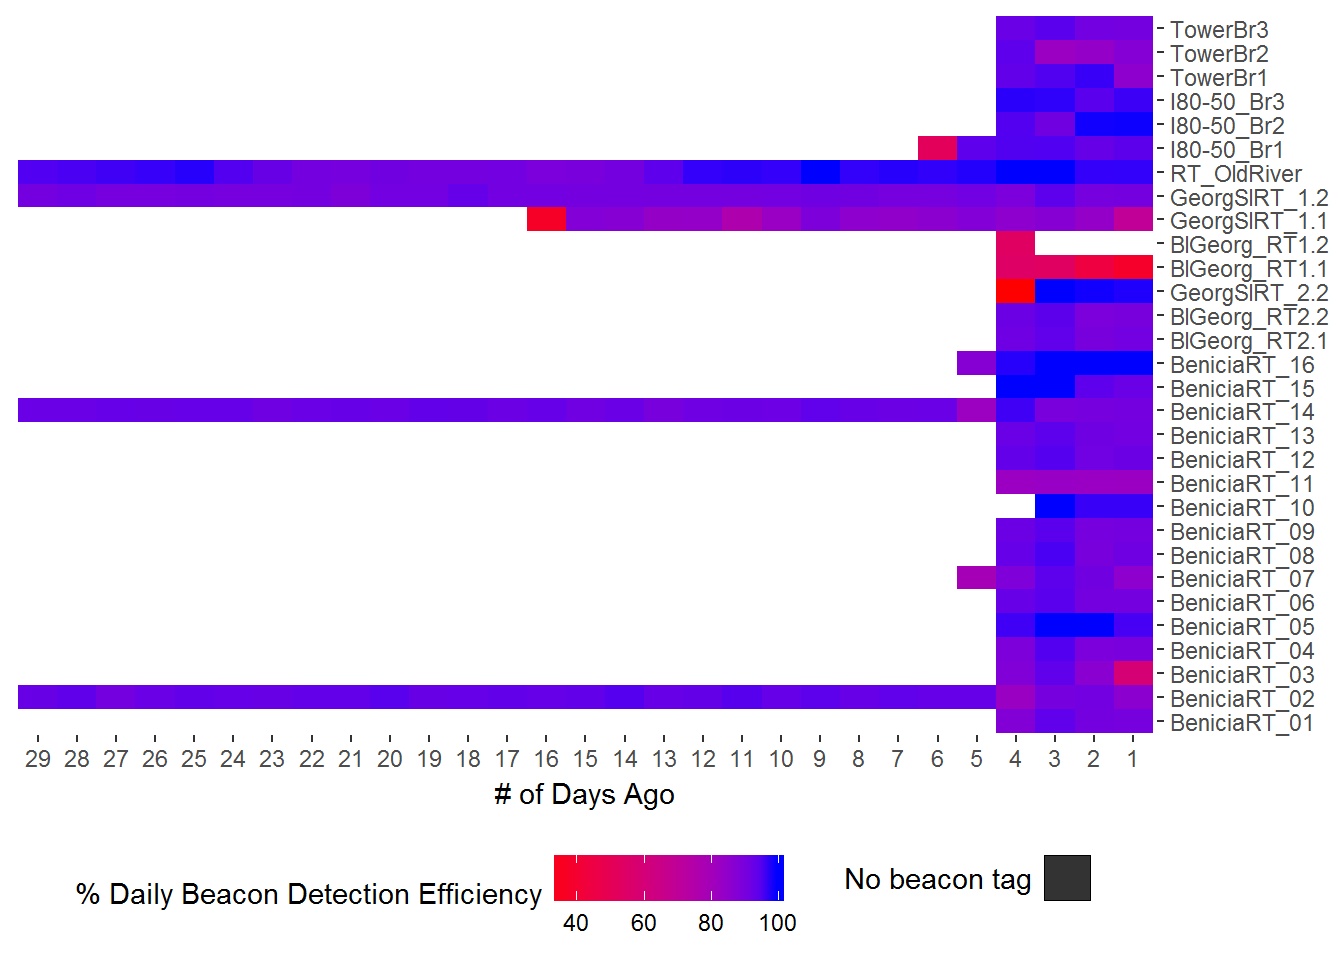 TowerBr3
TowerBr2
TowerBr1
I80-50_Br3
I80-50_Br2
I80-50_Br1
RT_OldRiver
GeorgSlRT_1.2
GeorgSlRT_1.1
BlGeorg_RT1.2
BlGeorg_RT1.1
GeorgSlRT_2.2
BlGeorg_RT2.2
BlGeorg_RT2.1
BeniciaRT_16
BeniciaRT_15
BeniciaRT_14
BeniciaRT_13
BeniciaRT_12
BeniciaRT_11
BeniciaRT_10
BeniciaRT_09
BeniciaRT_08
BeniciaRT_07
BeniciaRT_06
BeniciaRT_05
BeniciaRT_04
BeniciaRT_03
BeniciaRT_02
BeniciaRT_01
29 28 27 26 25 24 23 22 21 20 19 18 17 16 15 14 13 12 11 10 9 8 7 6 5 4 3 2 1
# of Days Ago
% Daily Beacon Detection Efficiency
40 60 80 100
No beacon tag